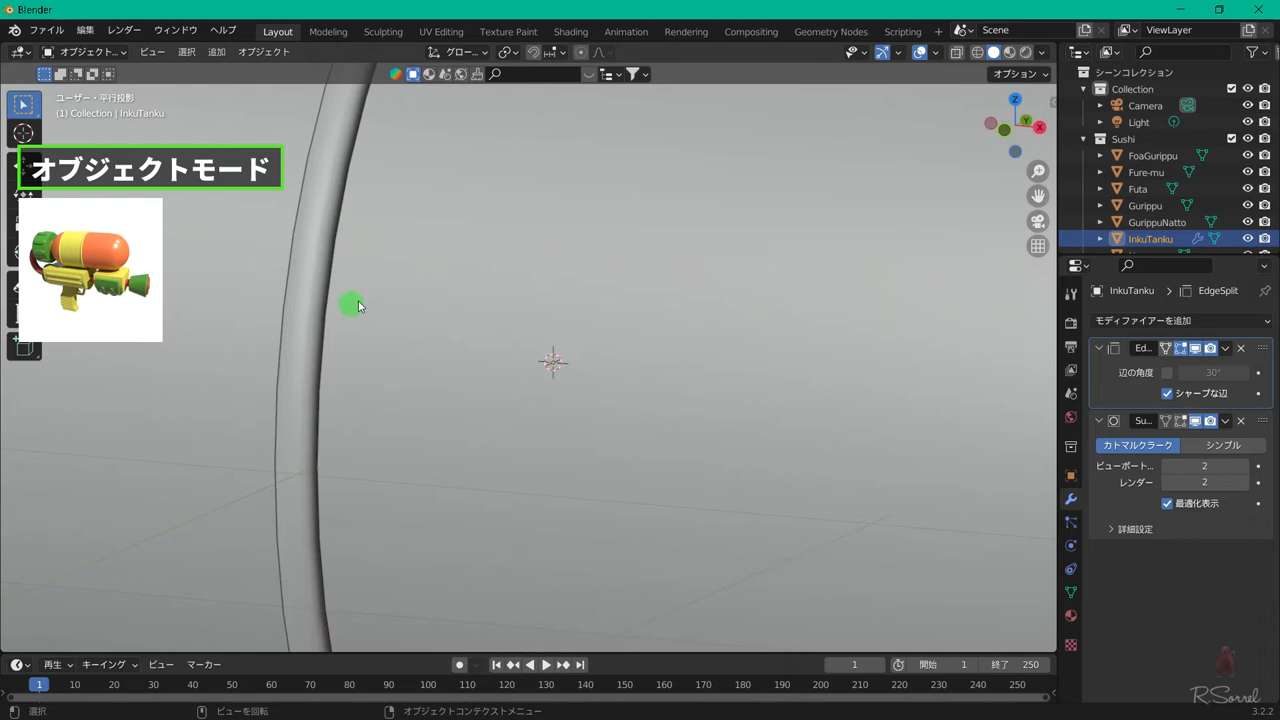 Blender
ファイル 編集 レンダー ウィンドウ ヘルプ Layout Modeling Sculpting UV Editing Texture Paint Shading Animation Rendering Compositing Geometry Nodes Scripting + Scene ViewLayer
オブジェクト... ビュー 選択 追加 オブジェクト グロー...
オプション
ユーザー・平行投影
(1) Collection | InkuTanku
オブジェクトモード
Z
Y
X
シーンコレクション
Collection
Camera
Light
Sushi
FoaGurippu
Fure-mu
Futa
Gurippu
GurippuNatto
InkuTanku
InkuTanku > EdgeSplit
モディファイアーを追加
Ed...
辺の角度 30°
シャープな辺
Su...
カトマルクラーク シンプル
ビューポート... 2
レンダー 2
最適化表示
詳細設定
再生 キーイング ビュー マーカー 1 開始 1 終了 250
1 10 20 30 40 50 60 70 80 90 100 110 120 130 140 150 160 170 180 190 200 210 220 230 240 250
選択 ビューを回転 オブジェクトコンテクストメニュー 3.2.2
R.Sorrel